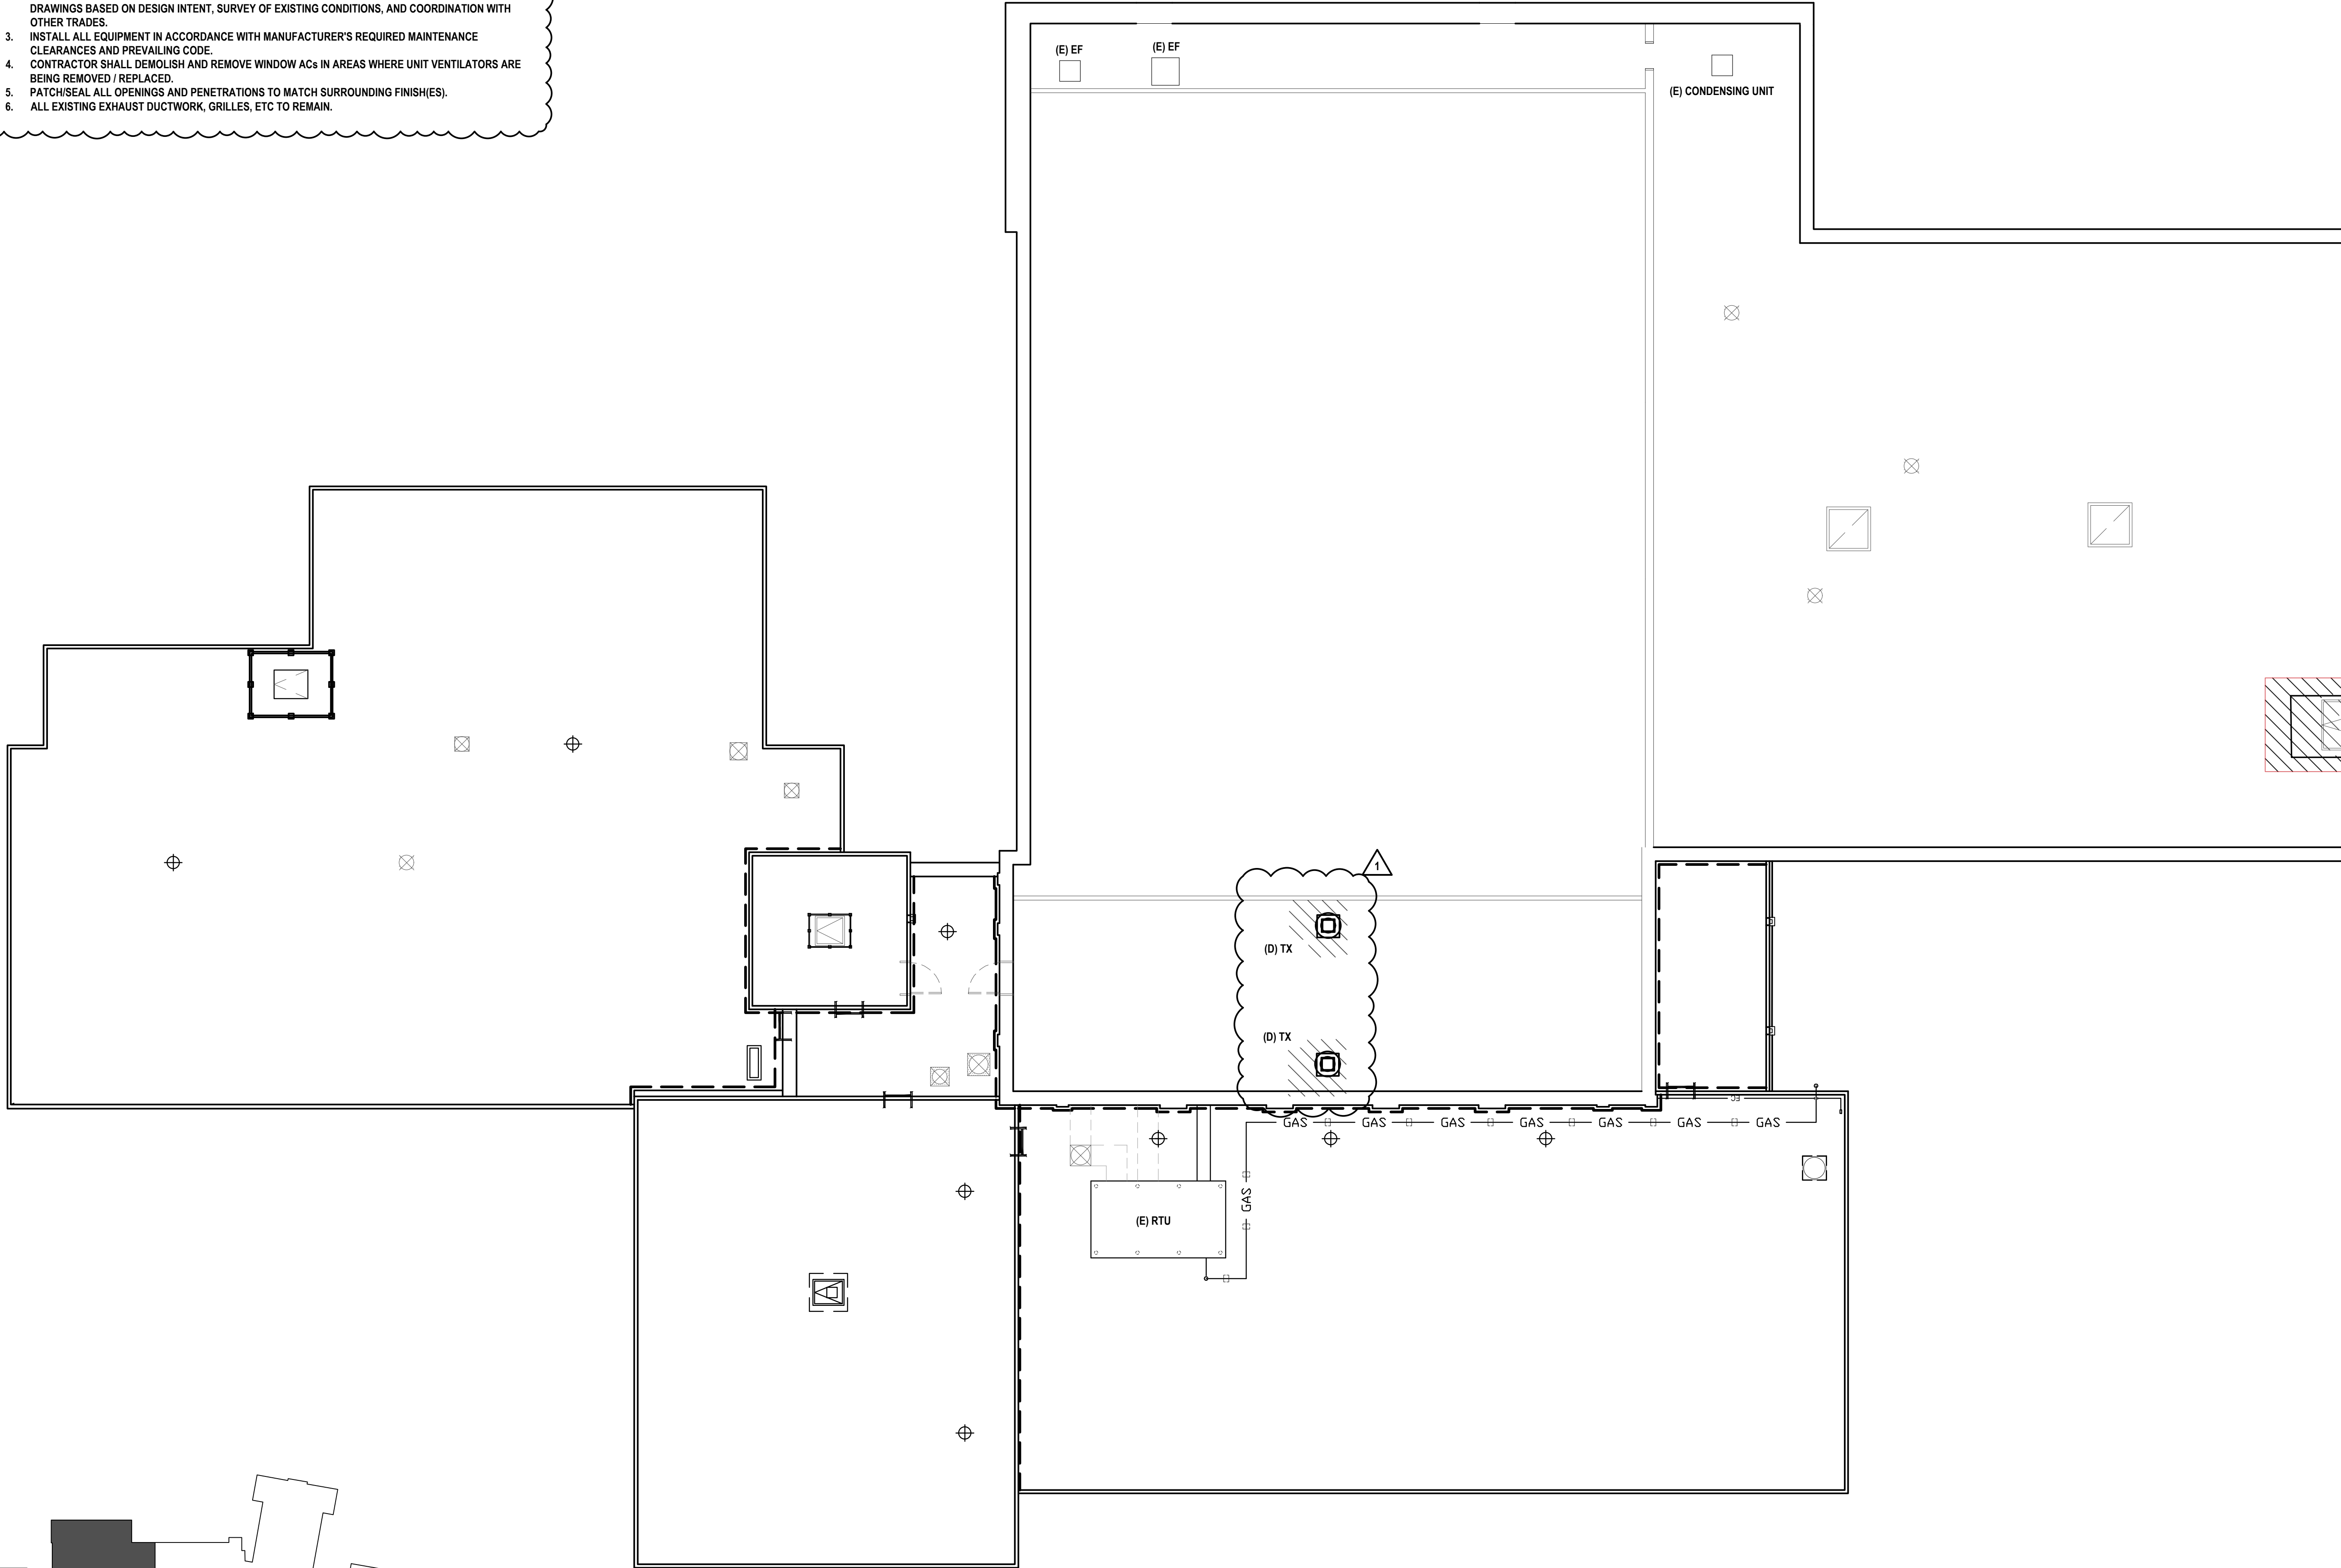 DRAWINGS BASED ON DESIGN INTENT, SURVEY OF EXISTING CONDITIONS, AND COORDINATION WITH
OTHER TRADES.
3. INSTALL ALL EQUIPMENT IN ACCORDANCE WITH MANUFACTURER'S REQUIRED MAINTENANCE
CLEARANCES AND PREVAILING CODE.
4. CONTRACTOR SHALL DEMOLISH AND REMOVE WINDOW ACs IN AREAS WHERE UNIT VENTILATORS ARE
BEING REMOVED / REPLACED.
5. PATCH/SEAL ALL OPENINGS AND PENETRATIONS TO MATCH SURROUNDING FINISH(ES).
6. ALL EXISTING EXHAUST DUCTWORK, GRILLES, ETC TO REMAIN.
(E) EF
(E) EF
(E) CONDENSING UNIT
1
(D) TX
(D) TX
EC
GAS GAS GAS GAS GAS GAS GAS
GAS
(E) RTU